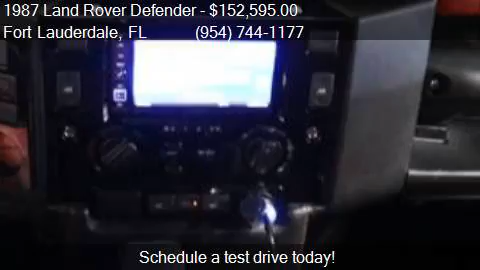 1987 Land Rover Defender - $152,595.00
Fort Lauderdale, FL (954) 744-1177
Schedule a test drive today!